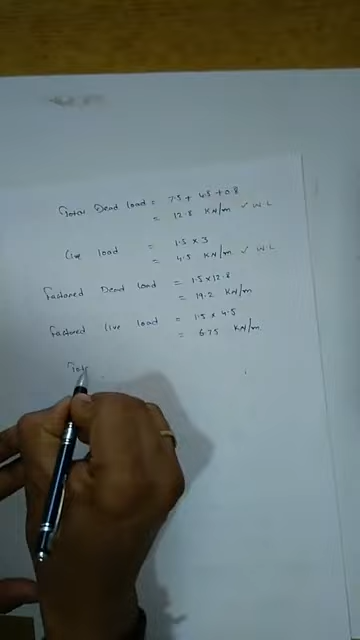 Total Dead load = 7.5 + 4.5 + 0.8
= 12.8 KN/m ✓ W.L
Live load = 1.5 x 3
= 4.5 KN/m ✓ W.L
Factored Dead load = 1.5 x 12.8
= 19.2 KN/m
Factored live load = 1.5 x 4.5
= 6.75 KN/m
Tot